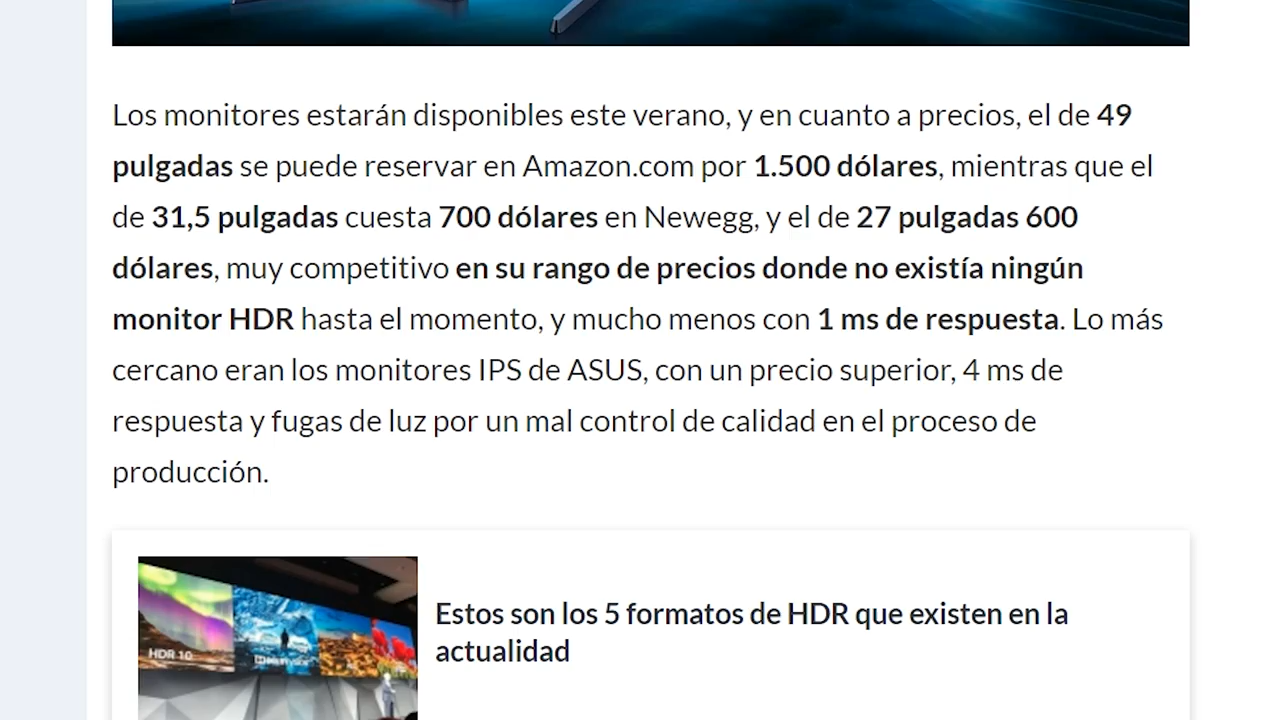 Los monitores estarán disponibles este verano, y en cuanto a precios, el de 49
pulgadas se puede reservar en Amazon.com por 1.500 dólares, mientras que el
de 31,5 pulgadas cuesta 700 dólares en Newegg, y el de 27 pulgadas 600
dólares, muy competitivo en su rango de precios donde no existía ningún
monitor HDR hasta el momento, y mucho menos con 1 ms de respuesta. Lo más
cercano eran los monitores IPS de ASUS, con un precio superior, 4 ms de
respuesta y fugas de luz por un mal control de calidad en el proceso de
producción.
Estos son los 5 formatos de HDR que existen en la
actualidad
HDR 10